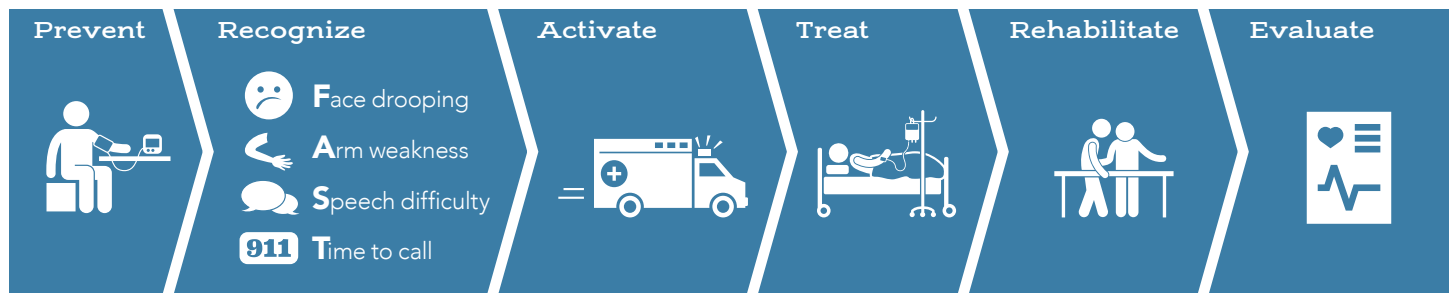 Prevent
Recognize
Face drooping
Arm weakness
Speech difficulty
911 Time to call
Activate
Treat
Rehabilitate
Evaluate